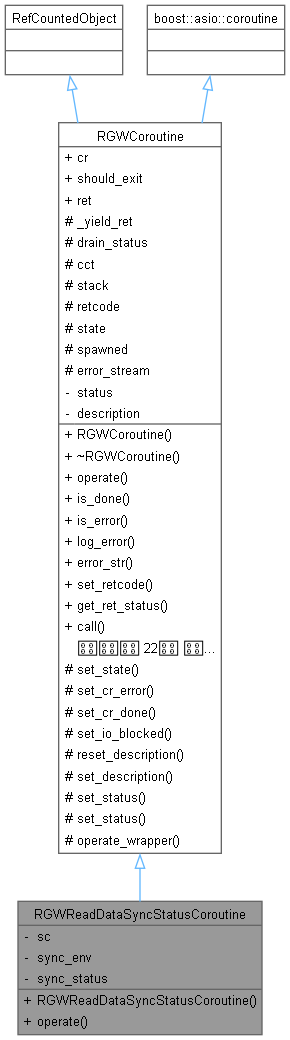 RefCountedObject
boost::asio::coroutine
RGWCoroutine
+ cr
+ should_exit
+ ret
# _yield_ret
# drain_status
# cct
# stack
# retcode
# state
# spawned
# error_stream
- status
- description
+ RGWCoroutine()
+ ~RGWCoroutine()
+ operate()
+ is_done()
+ is_error()
+ log_error()
+ error_str()
+ set_retcode()
+ get_ret_status()
+ call()
22 ...
# set_state()
# set_cr_error()
# set_cr_done()
# set_io_blocked()
# reset_description()
# set_description()
# set_status()
# set_status()
# operate_wrapper()
RGWReadDataSyncStatusCoroutine
- sc
- sync_env
- sync_status
+ RGWReadDataSyncStatusCoroutine()
+ operate()